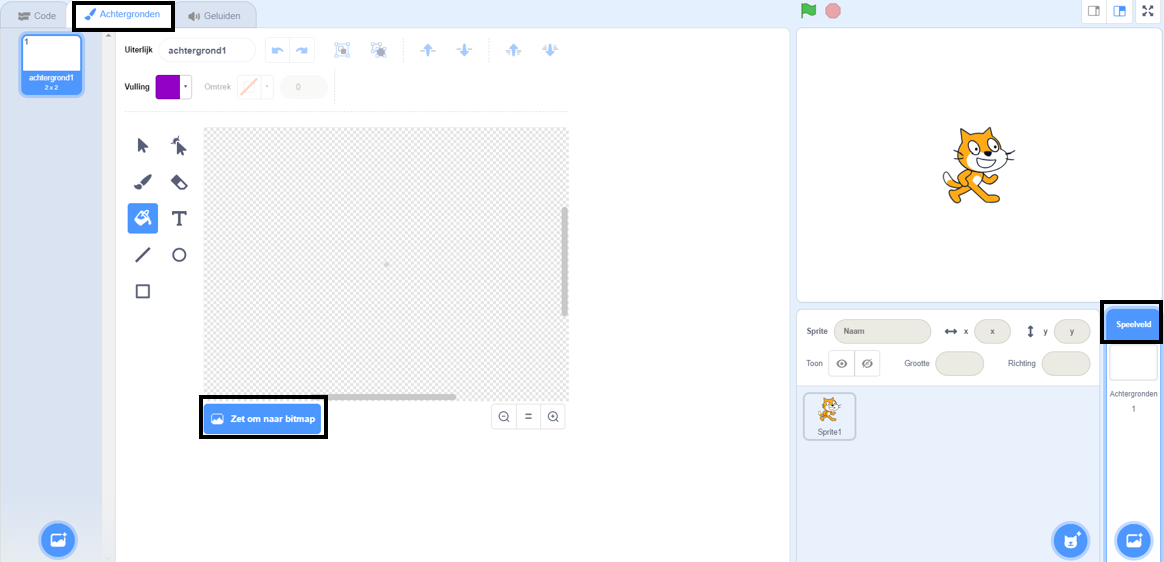 Code
Achtergronden
Geluiden
1
achtergrond1
2 x 2
Uiterlijk
achtergrond1
Vulling
Omtrek
0
Zet om naar bitmap
Sprite
Naam
x
x
y
y
Toon
Grootte
Richting
Sprite1
Speelveld
Achtergronden
1